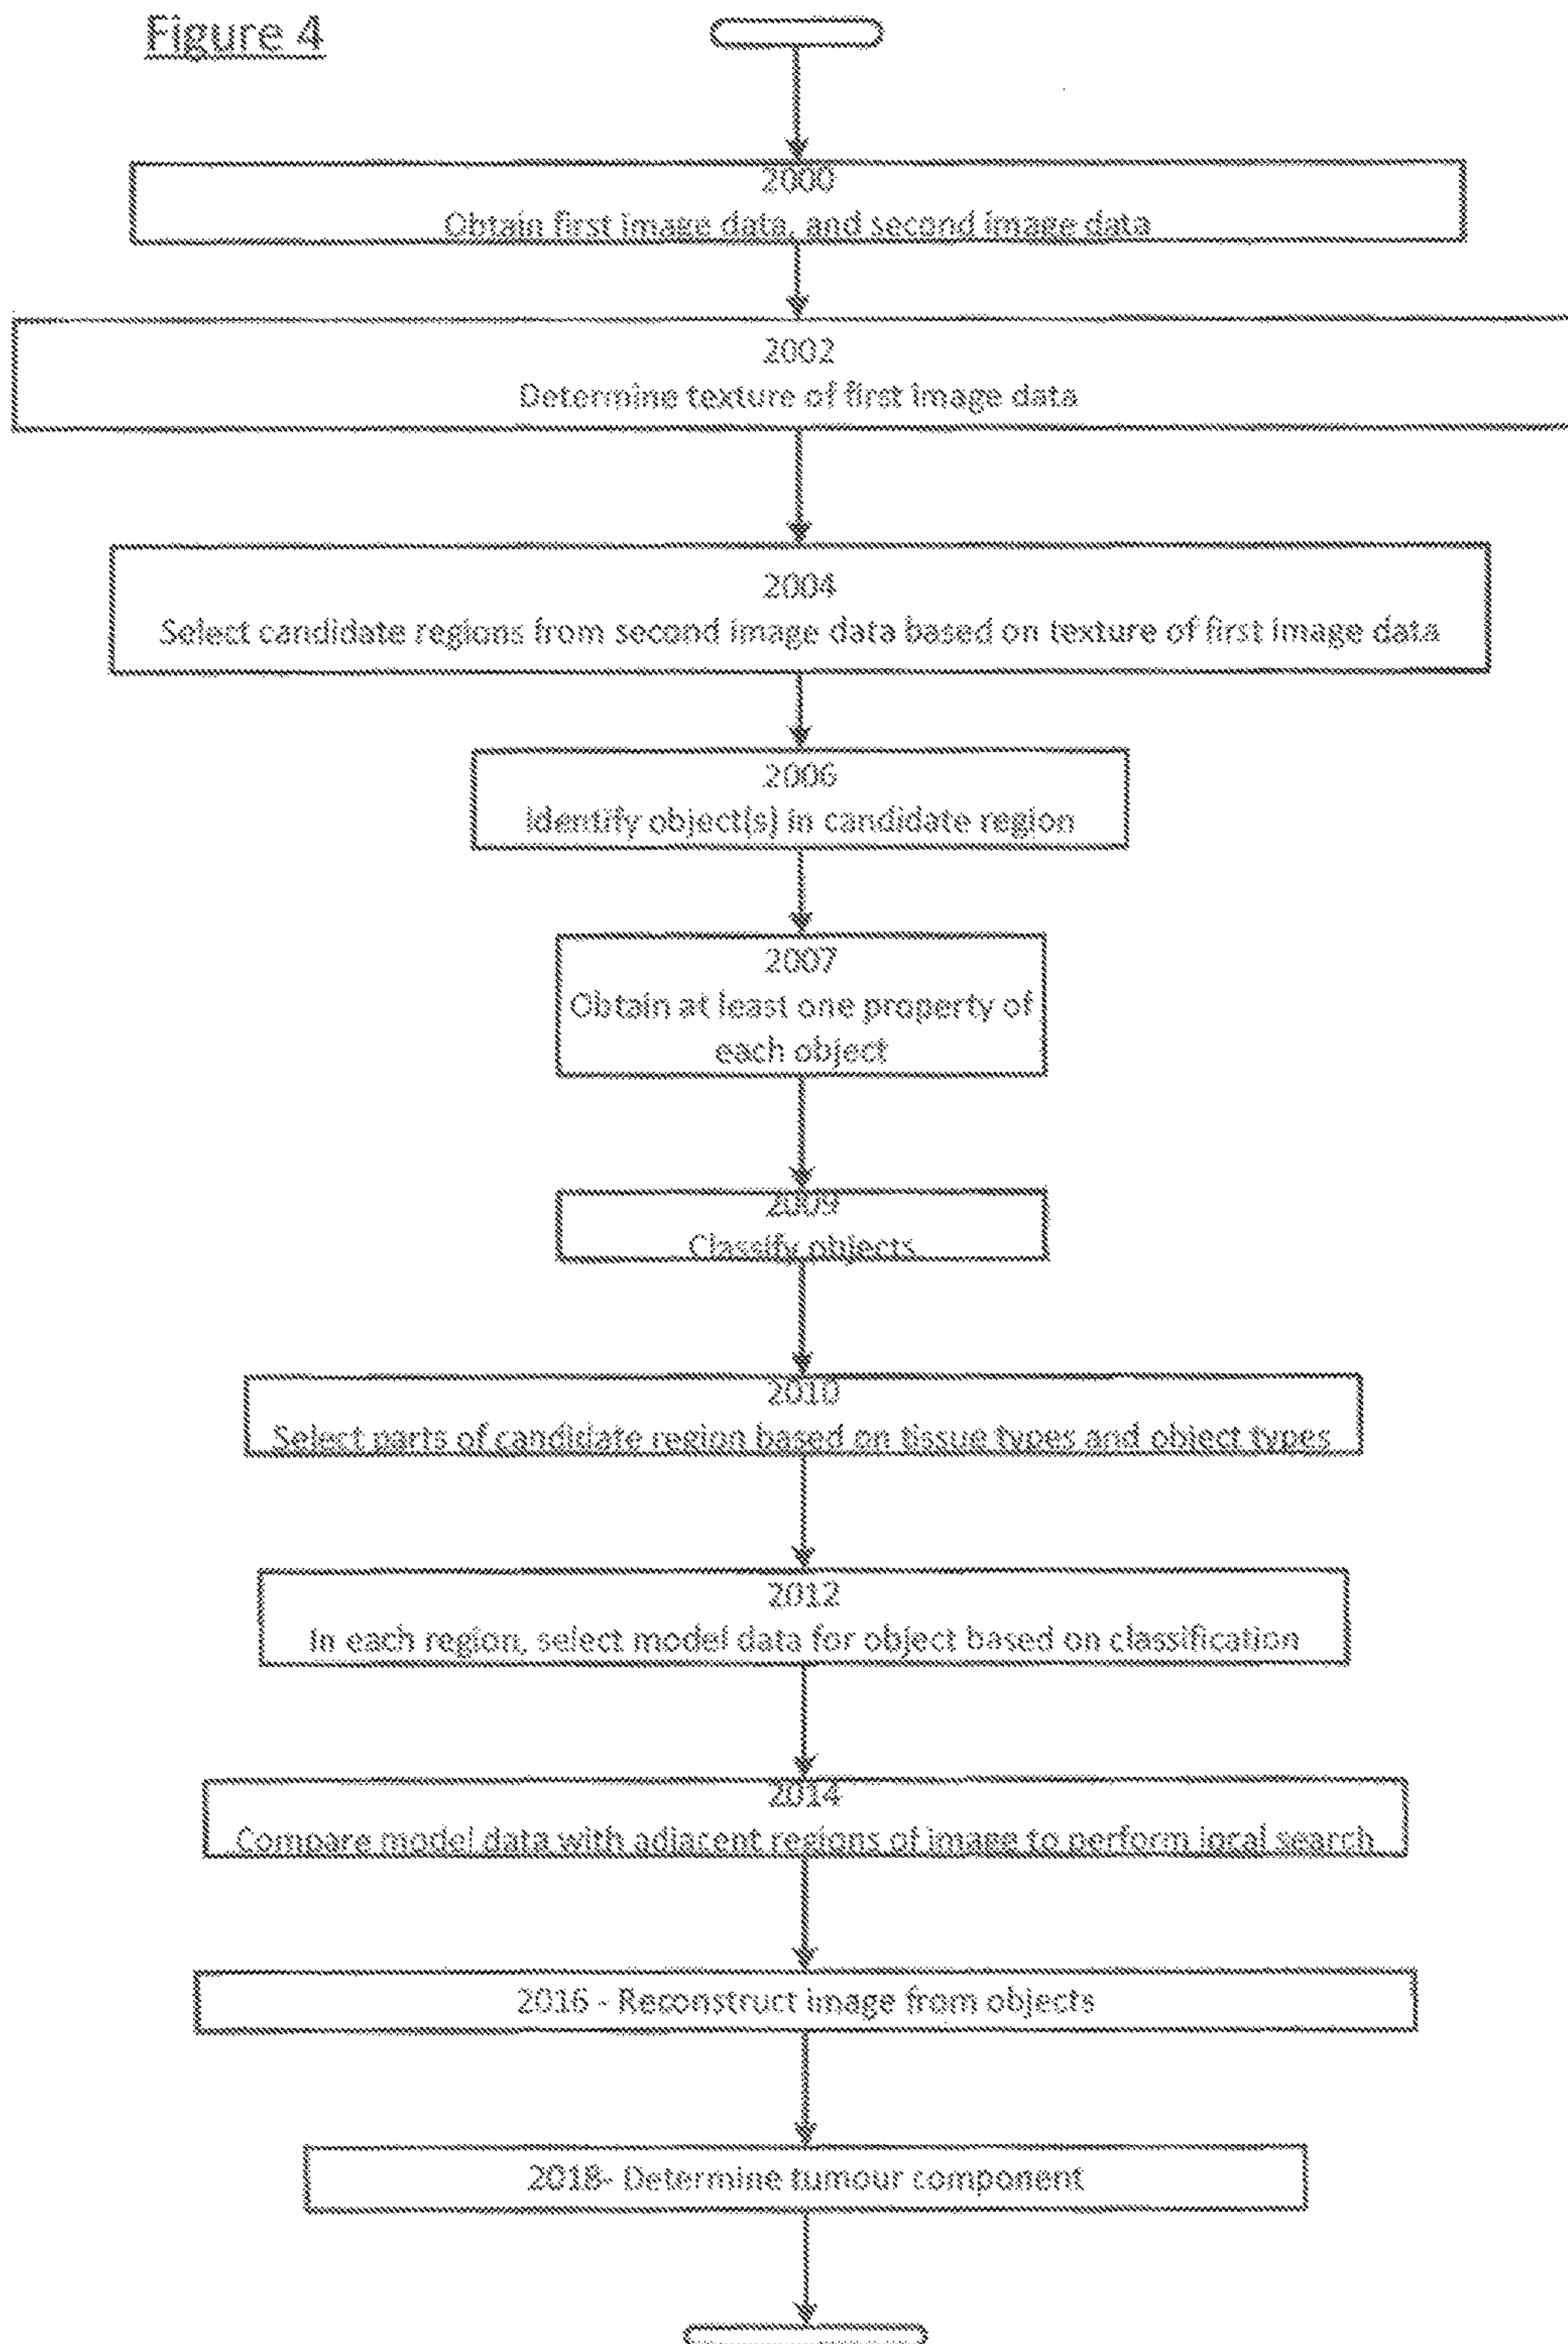 Figure 4
2000
Obtain first image data, and second image data
2002
Determine texture of first image data
2004
Select candidate regions from second image data based on texture of first image data
2006
identify object(s) in candidate region
2007
Obtain at least one property of
each object
2009
Classify objects
2010
Select parts of candidate region based on tissue types and object types
2012
In each region, select model data for object based on classification
2014
Compare model data with adjacent regions of image to perform local search
2016 - Reconstruct image from objects
2018- Determine tumour component